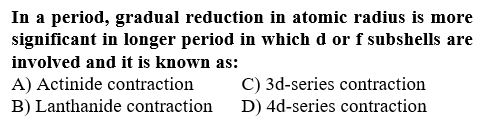 In a period, gradual reduction in atomic radius is more
significant in longer period in which d or f subshells are
involved and it is known as:
A) Actinide contraction C) 3d-series contraction
B) Lanthanide contraction D) 4d-series contraction